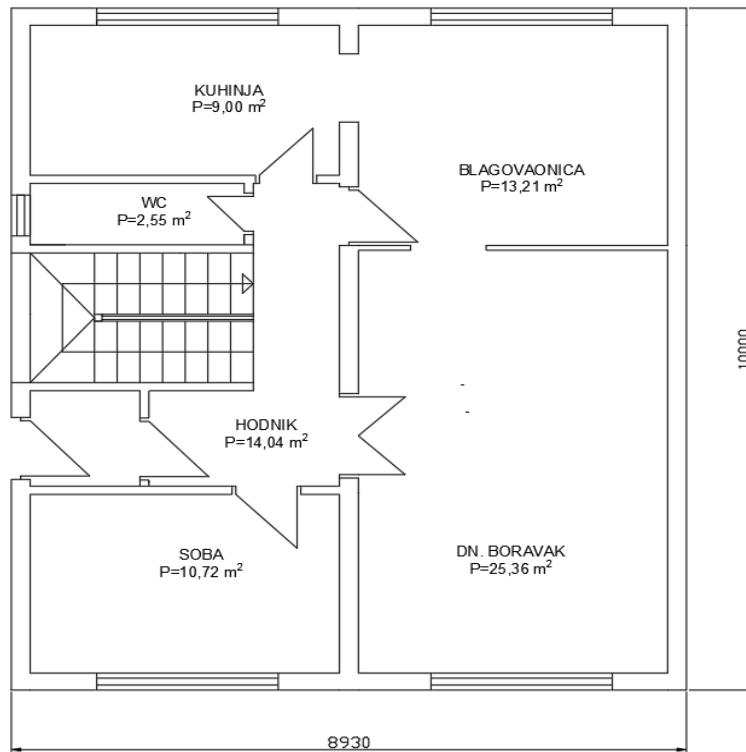 KUHINJA
P=9,00 m²
BLAGOVAONICA
P=13,21 m²
WC
P=2,55 m²
HODNIK
P=14,04 m²
SOBA
P=10,72 m²
DN. BORAVAK
P=25,36 m²
10000
8930